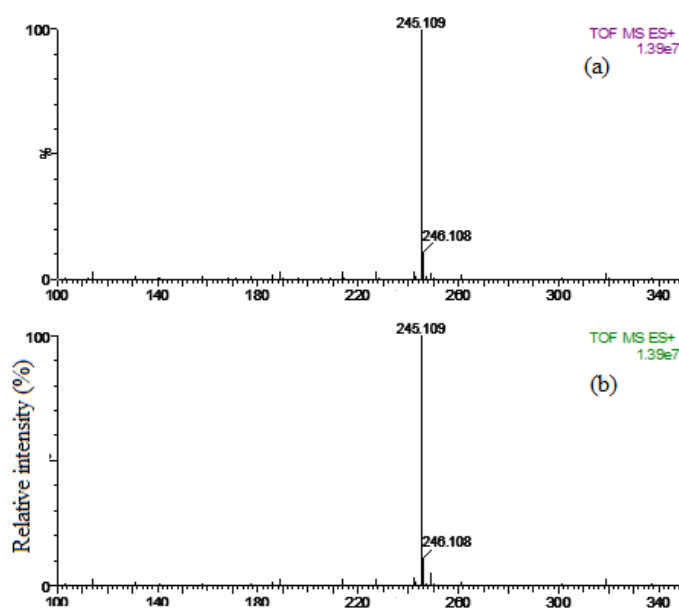 245.109
100
TOF MS ES+
1.39e7
(a)
%
246.108
0
100 140 180 220 260 300 340
245.109
100
TOF MS ES+
1.39e7
(b)
Relative intensity (%)
246.108
0
100 140 180 220 260 300 340